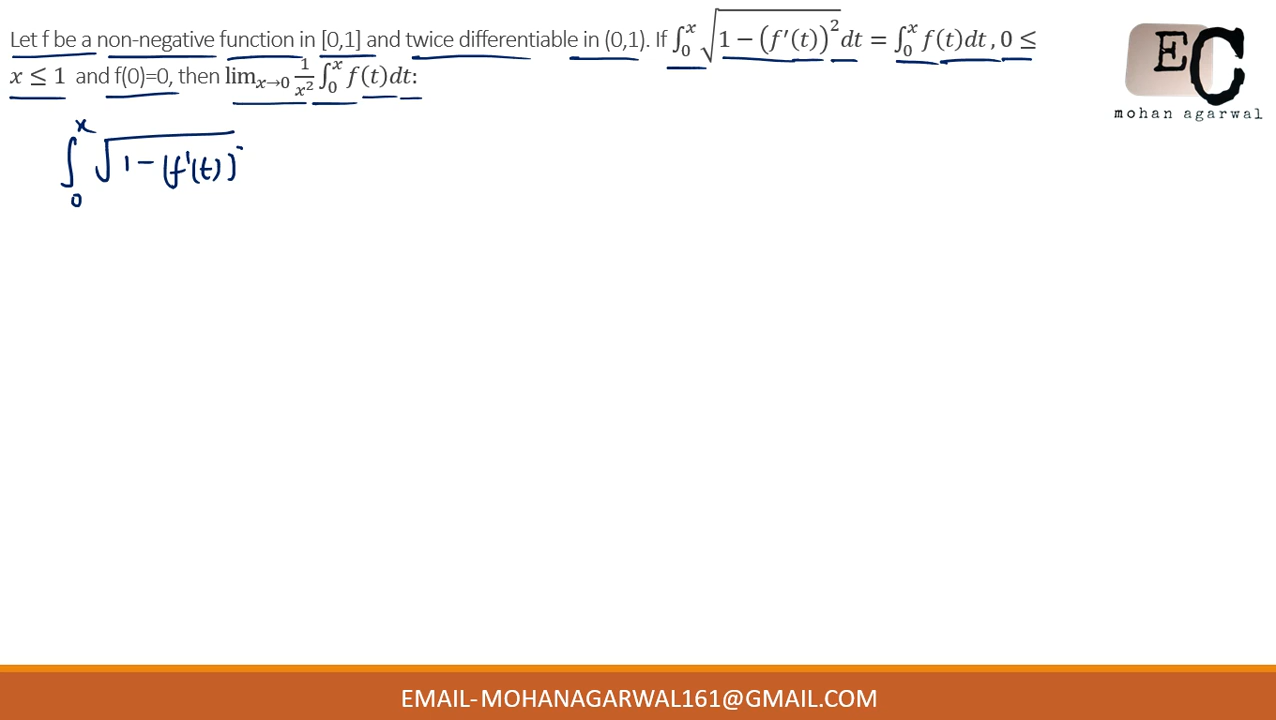 Let f be a non-negative function in [0,1] and twice differentiable in (0,1). If ∫₀ˣ √(1 − (f′(t))²) dt = ∫₀ˣ f(t)dt , 0 ≤
x ≤ 1 and f(0)=0, then lim_{x→0} 1/x² ∫₀ˣ f(t)dt:
∫₀ˣ √(1 − (f′(t))
EC
mohan agarwal
EMAIL- MOHANAGARWAL161@GMAIL.COM